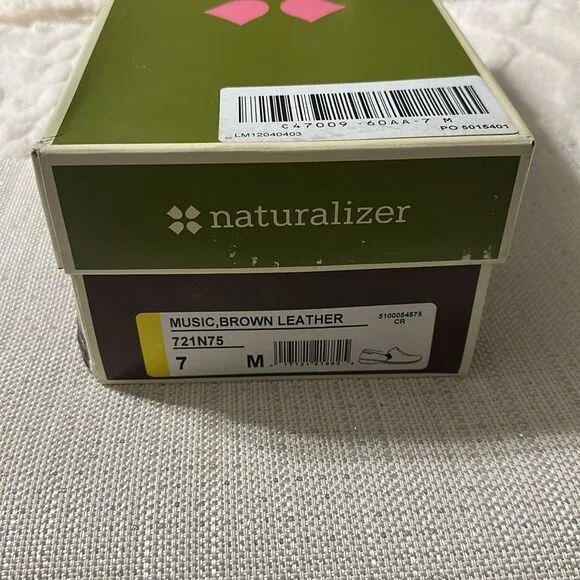 C47009 -60AA-7 M
LM12040403 PO 5015401
naturalizer
MUSIC,BROWN LEATHER 5100054575
721N75 CR
7 M